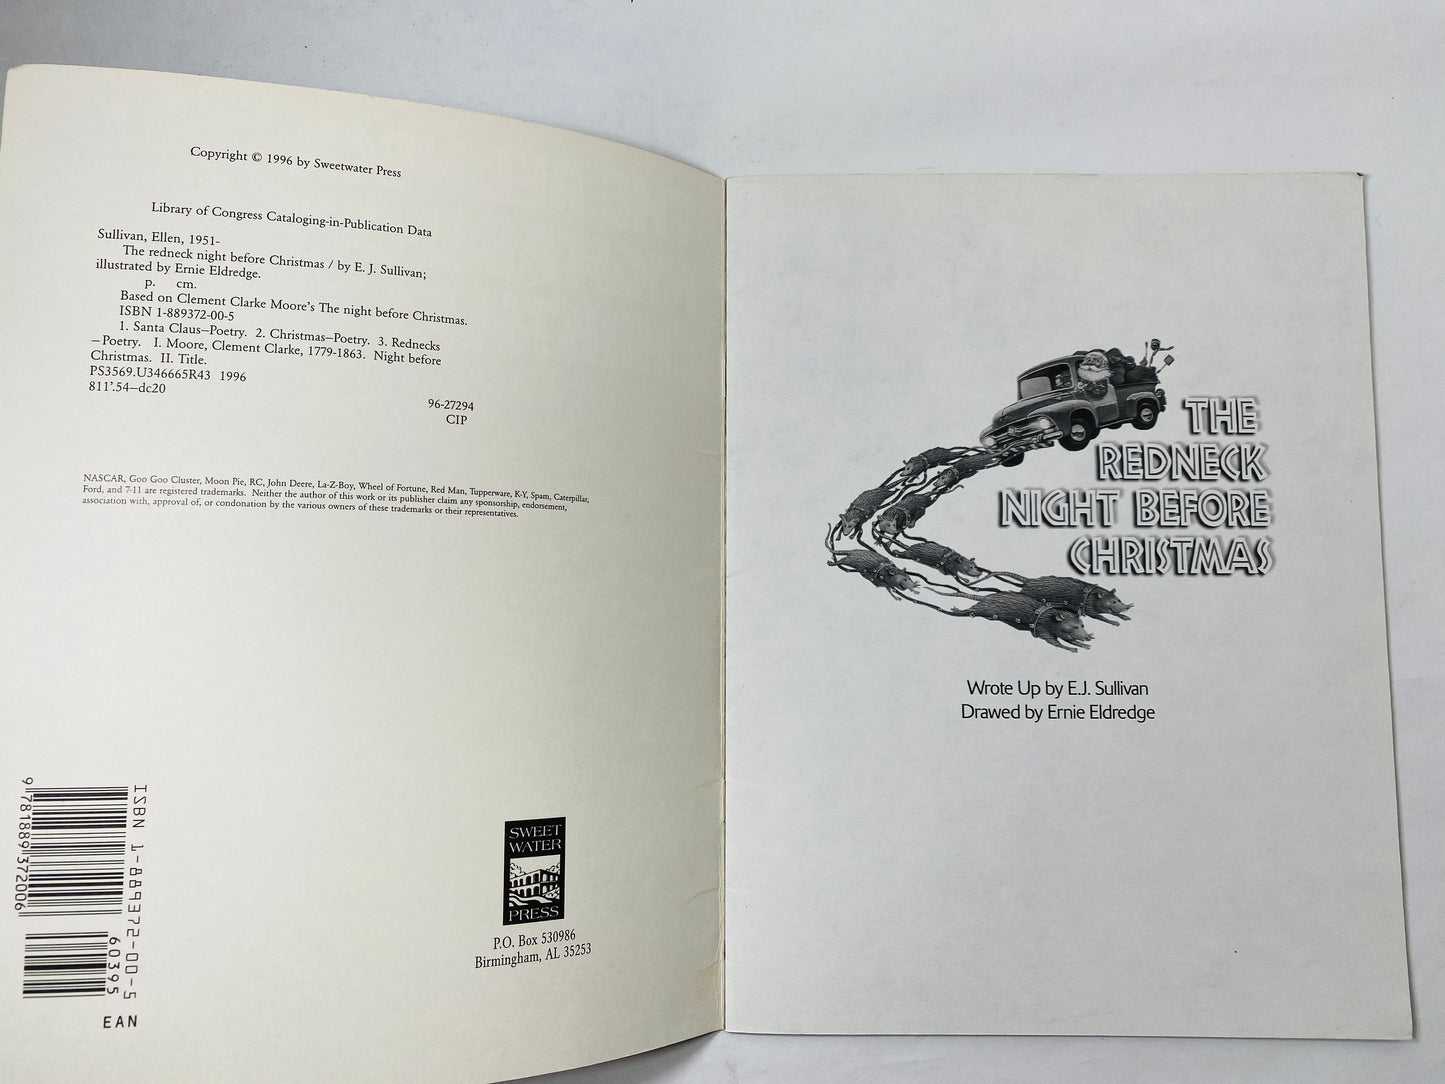 Copyright © 1996 by Sweetwater Press
Library of Congress Cataloging-in-Publication Data
Sullivan, Ellen, 1951-
The redneck night before Christmas / by E. J. Sullivan;
illustrated by Ernie Eldredge.
p. cm.
Based on Clement Clarke Moore's The night before Christmas.
ISBN 1-889372-00-5
1. Santa Claus—Poetry. 2. Christmas—Poetry. 3. Rednecks
—Poetry. I. Moore, Clement Clarke, 1779-1863. Night before
Christmas. II. Title.
PS3569.U346665R43 1996
811'.54—dc20
96-27294
CIP
NASCAR, Goo Goo Cluster, Moon Pie, RC, John Deere, La-Z-Boy, Wheel of Fortune, Red Man, Tupperware, K-Y, Spam, Caterpillar,
Ford, and 7-11 are registered trademarks. Neither the author of this work or its publisher claim any sponsorship, endorsement,
association with, approval of, or condonation by the various owners of these trademarks or their representatives.
ISBN 1-889372-00-5
9 781889 372006
60395
EAN
SWEET
WATER
PRESS
P.O. Box 530986
Birmingham, AL 35253
THE
REDNECK
NIGHT BEFORE
CHRISTMAS
Wrote Up by E.J. Sullivan
Drawed by Ernie Eldredge